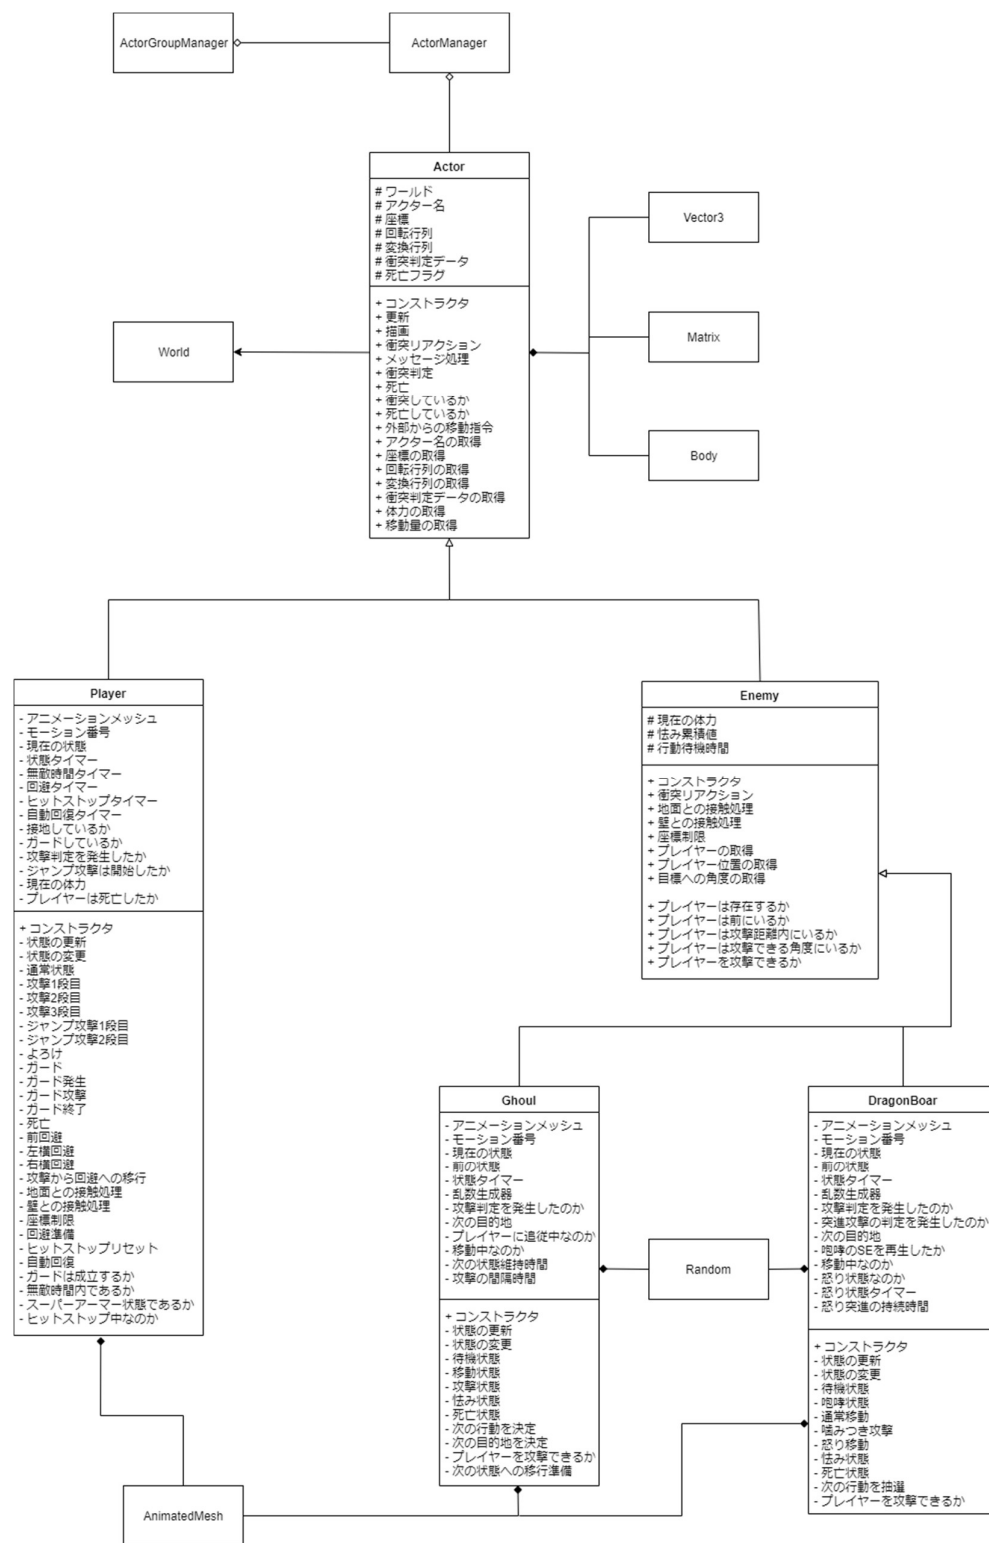 ActorGroupManager
ActorManager
Actor
# ワールド
# アクター名
# 座標
# 回転行列
# 変換行列
# 衝突判定データ
# 死亡フラグ
+ コンストラクタ
+ 更新
+ 描画
+ 衝突リアクション
+ メッセージ処理
+ 衝突判定
+ 死亡
+ 衝突しているか
+ 死亡しているか
+ 外部からの移動指令
+ アクター名の取得
+ 座標の取得
+ 回転行列の取得
+ 変換行列の取得
+ 衝突判定データの取得
+ 体力の取得
+ 移動量の取得
World
Vector3
Matrix
Body
Player
- アニメーションメッシュ
- モーション番号
- 現在の状態
- 状態タイマー
- 無敵時間タイマー
- 回避タイマー
- ヒットストップタイマー
- 自動回復タイマー
- 接地しているか
- ガードしているか
- 攻撃判定を発生したか
- ジャンプ攻撃は開始したか
- 現在の体力
- プレイヤーは死亡したか
+ コンストラクタ
- 状態の更新
- 状態の変更
- 通常状態
- 攻撃1段目
- 攻撃2段目
- 攻撃3段目
- ジャンプ攻撃1段目
- ジャンプ攻撃2段目
- よろけ
- ガード
- ガード発生
- ガード攻撃
- ガード終了
- 死亡
- 前回避
- 左横回避
- 右横回避
- 攻撃から回避への移行
- 地面との接触処理
- 壁との接触処理
- 座標制限
- 回避準備
- ヒットストップリセット
- 自動回復
- ガードは成立するか
- 無敵時間内であるか
- スーパーアーマー状態であるか
- ヒットストップ中なのか
Enemy
# 現在の体力
# 怯み累積値
# 行動待機時間
+ コンストラクタ
+ 衝突リアクション
+ 地面との接触処理
+ 壁との接触処理
+ 座標制限
+ プレイヤーの取得
+ プレイヤー位置の取得
+ 目標への角度の取得
+ プレイヤーは存在するか
+ プレイヤーは前にいるか
+ プレイヤーは攻撃距離内にいるか
+ プレイヤーは攻撃できる角度にいるか
+ プレイヤーを攻撃できるか
Ghoul
- アニメーションメッシュ
- モーション番号
- 現在の状態
- 前の状態
- 状態タイマー
- 乱数生成器
- 攻撃判定を発生したのか
- 次の目的地
- プレイヤーに追従中なのか
- 移動中なのか
- 次の状態維持時間
- 攻撃の間隔時間
+ コンストラクタ
- 状態の更新
- 状態の変更
- 待機状態
- 移動状態
- 攻撃状態
- 怯み状態
- 死亡状態
- 次の行動を決定
- 次の目的地を決定
- プレイヤーを攻撃できるか
- 次の状態への移行準備
Random
DragonBoar
- アニメーションメッシュ
- モーション番号
- 現在の状態
- 前の状態
- 状態タイマー
- 乱数生成器
- 攻撃判定を発生したのか
- 突進攻撃の判定を発生したのか
- 次の目的地
- 咆哮のSEを再生したか
- 移動中なのか
- 怒り状態なのか
- 怒り状態タイマー
- 怒り突進の持続時間
+ コンストラクタ
- 状態の更新
- 状態の変更
- 待機状態
- 咆哮状態
- 通常移動
- 噛みつき攻撃
- 怒り移動
- 怯み状態
- 死亡状態
- 次の行動を抽選
- プレイヤーを攻撃できるか
AnimatedMesh